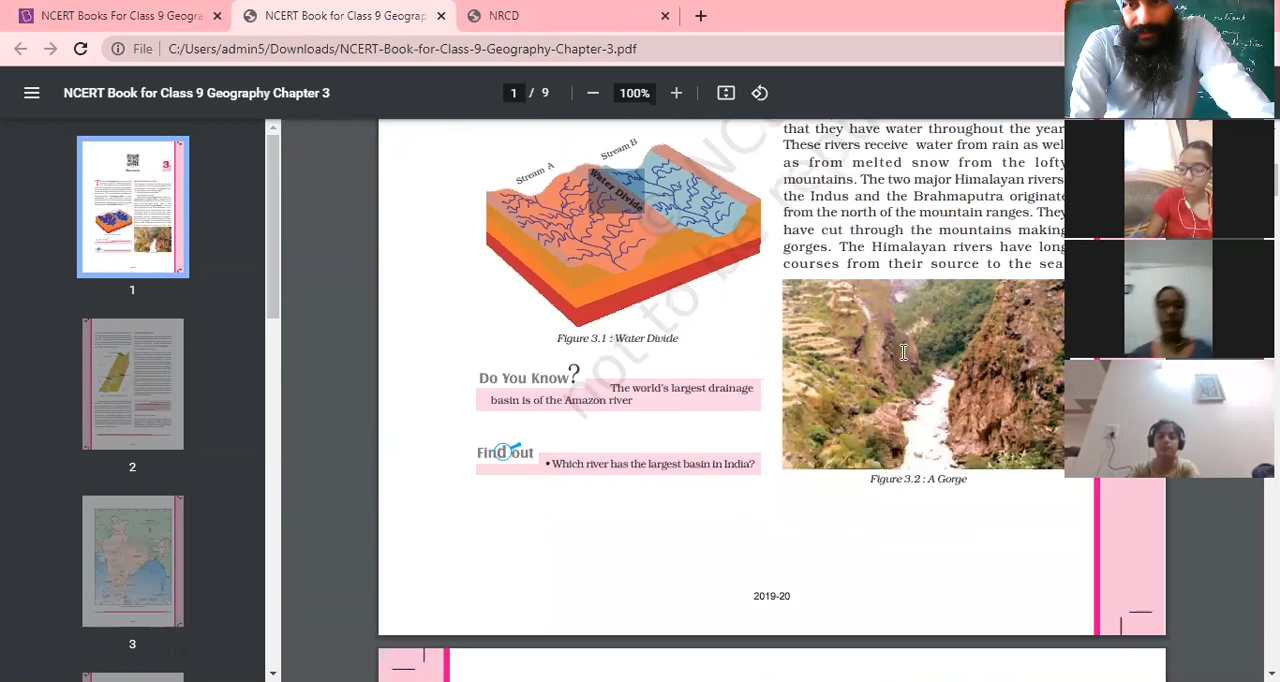 NCERT Books For Class 9 Geogra
NCERT Book for Class 9 Geograp
NRCD
File
C:/Users/admin5/Downloads/NCERT-Book-for-Class-9-Geography-Chapter-3.pdf
NCERT Book for Class 9 Geography Chapter 3
1 / 9
100%
1
2
3
Stream A
Stream B
Water Divide
Figure 3.1 : Water Divide
Do You Know?
The world's largest drainage
basin is of the Amazon river
Find out
• Which river has the largest basin in India?
that they have water throughout the year
These rivers receive water from rain as wel
as from melted snow from the lofty
mountains. The two major Himalayan rivers
the Indus and the Brahmaputra originate
from the north of the mountain ranges. They
have cut through the mountains making
gorges. The Himalayan rivers have long
courses from their source to the sea
Figure 3.2 : A Gorge
not to be
2019-20